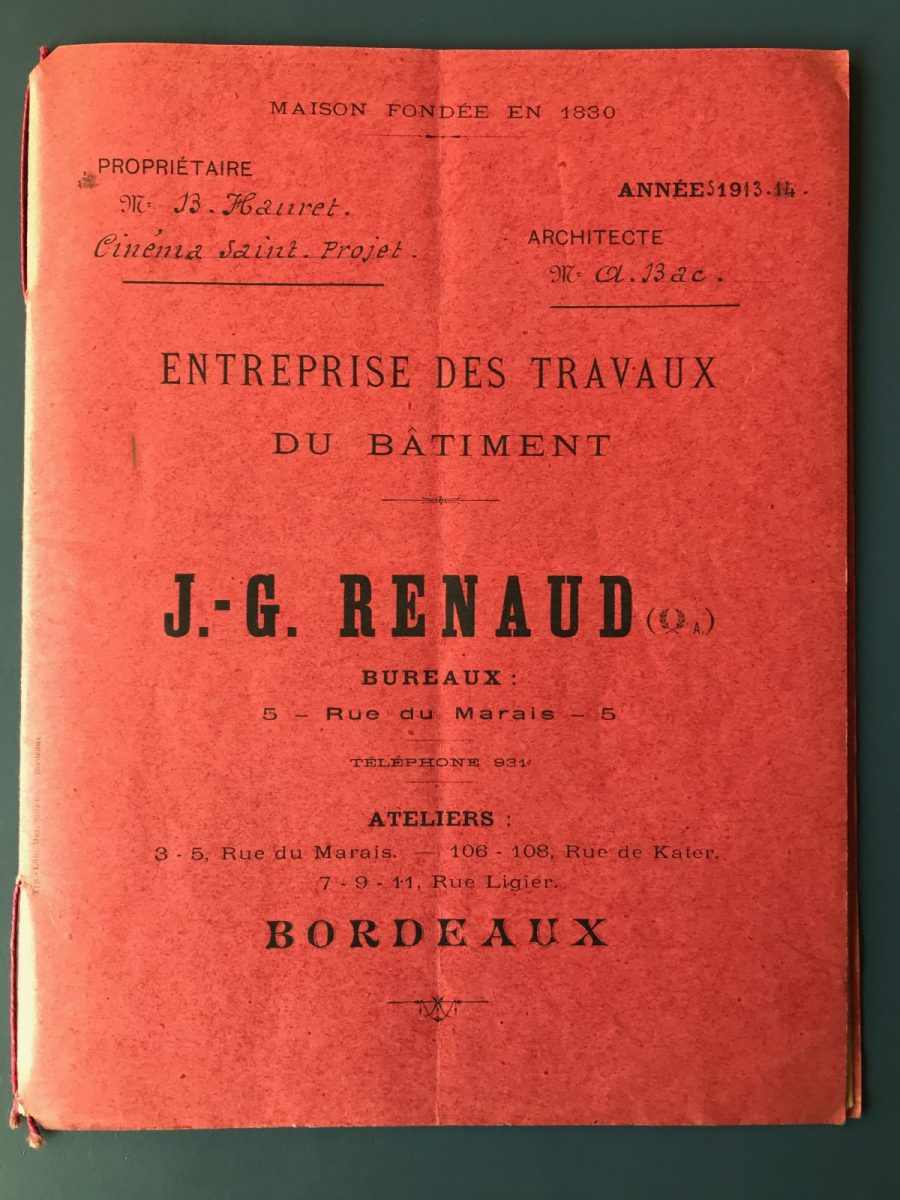 MAISON FONDÉE EN 1830
PROPRIÉTAIRE
Mr B. Hauret.
Cinéma Saint. Projet.
ANNÉES 1913.14.
ARCHITECTE
Mr A. Bac.
ENTREPRISE DES TRAVAUX
DU BÂTIMENT
J.-G. RENAUD (A.)
BUREAUX :
5 – Rue du Marais – 5
TÉLÉPHONE 931
ATELIERS :
3 - 5, Rue du Marais. — 106 - 108, Rue de Kater.
7 - 9 - 11, Rue Ligier.
BORDEAUX
Bordeaux